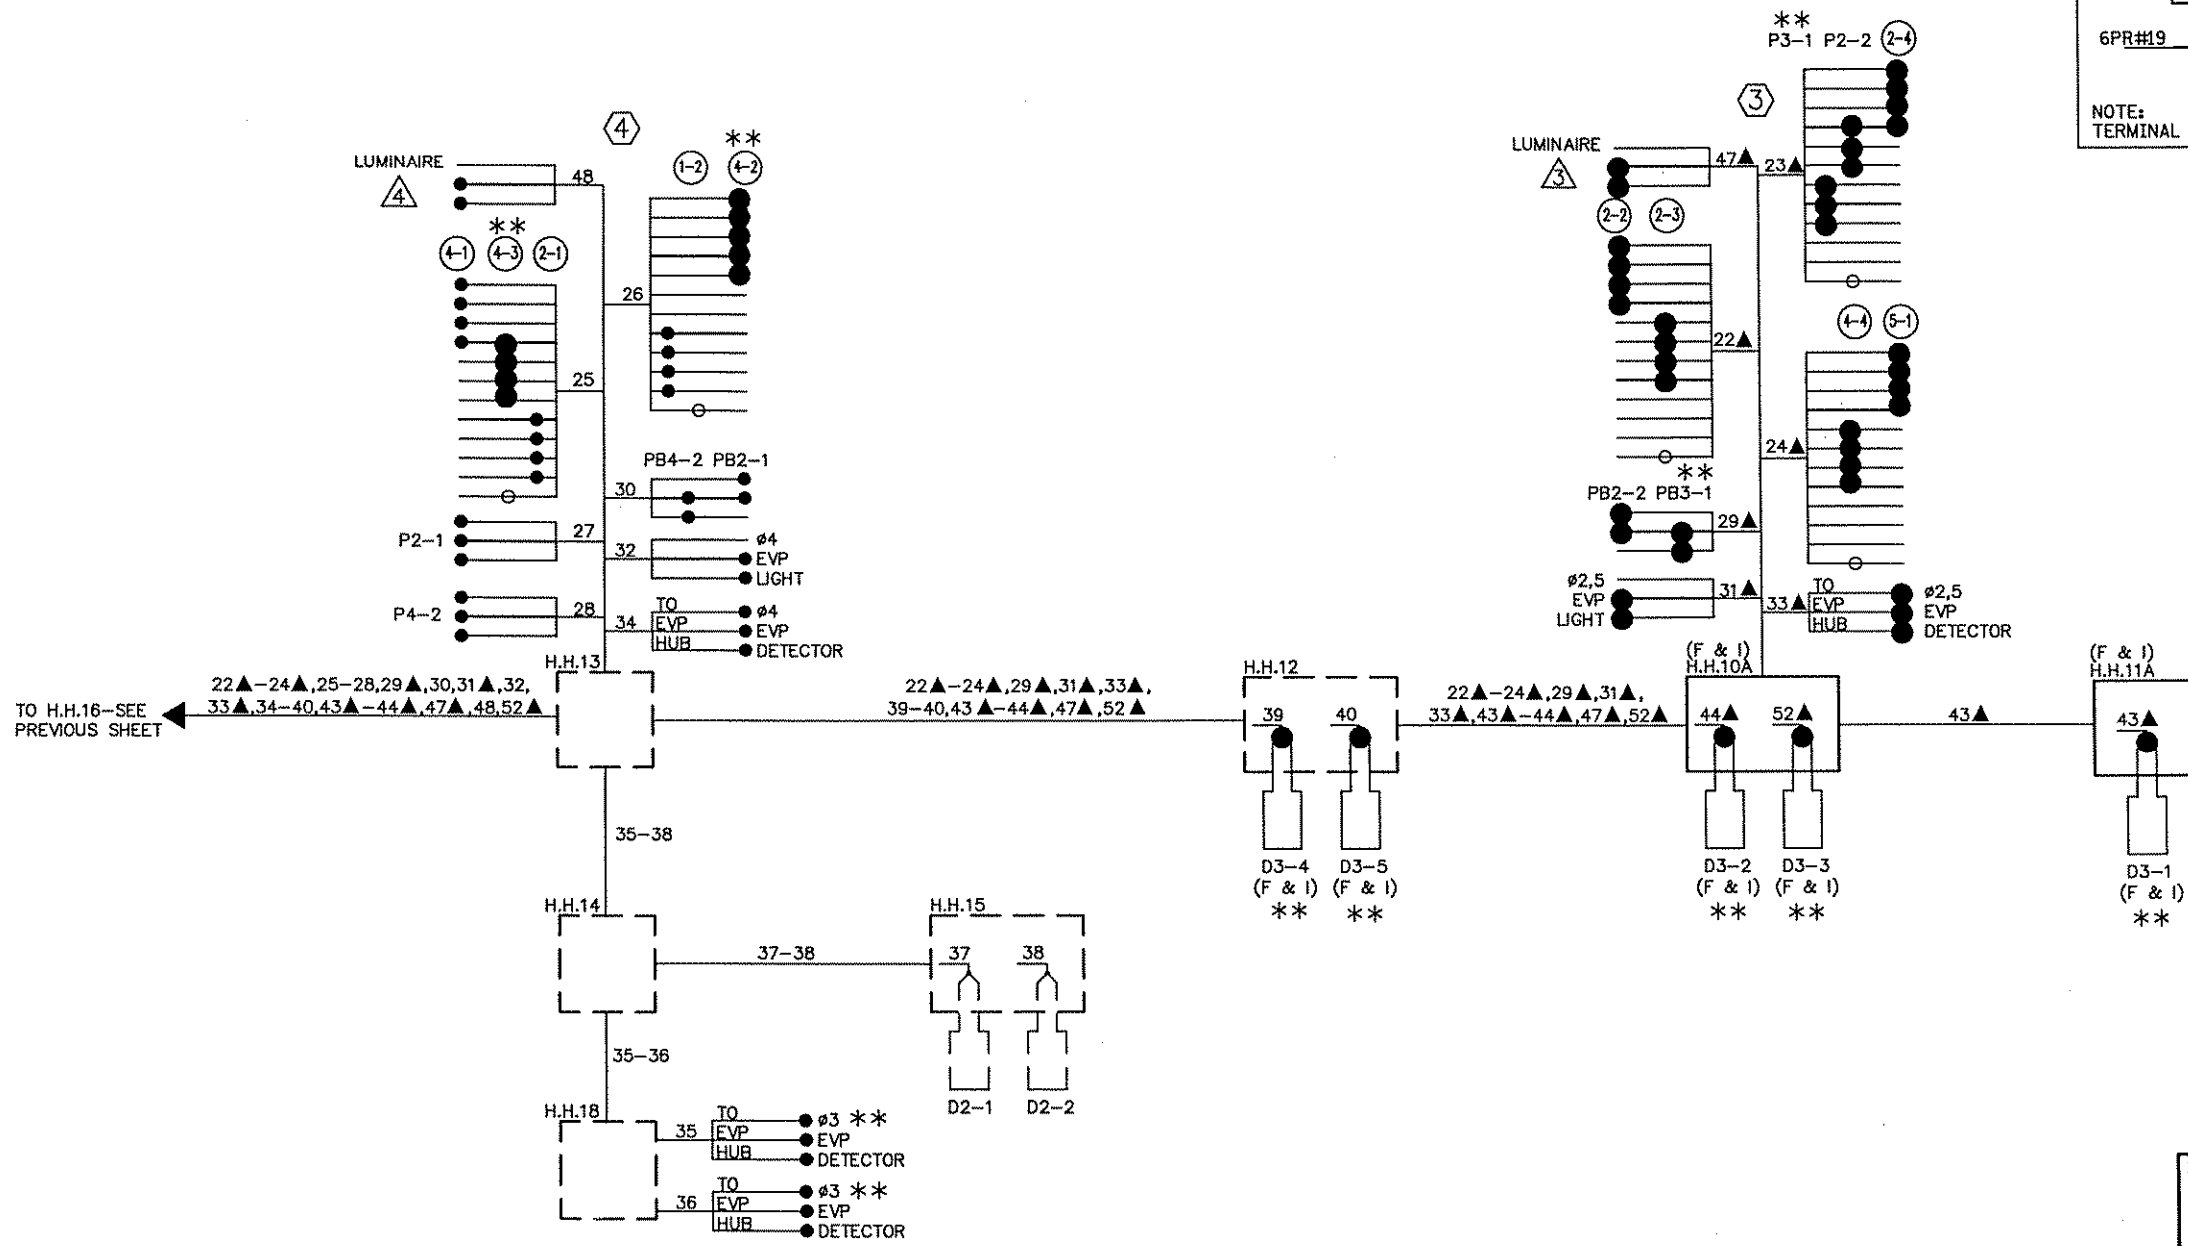 6PR#19
NOTE:
TERMINAL
**
P3-1 P2-2 2-4
3
LUMINAIRE
3
47▲
23▲
2-2 2-3
22▲
4-4 5-1
24▲
**
PB2-2 PB3-1
29▲
ø2,5
EVP
LIGHT
31▲
33▲
TO
EVP
HUB
ø2,5
EVP
DETECTOR
4
LUMINAIRE
4
48
**
1-2 4-2
26
**
4-1 4-3 2-1
25
PB4-2 PB2-1
30
P2-1
27
32
ø4
EVP
LIGHT
P4-2
28
34
TO
EVP
HUB
ø4
EVP
DETECTOR
H.H.13
TO H.H.16-SEE
PREVIOUS SHEET
22▲-24▲,25-28,29▲,30,31▲,32,
33▲,34-40,43▲-44▲,47▲,48,52▲
22▲-24▲,29▲,31▲,33▲,
39-40,43▲-44▲,47▲,52▲
H.H.12
39 40
D3-4
(F & I)
**
D3-5
(F & I)
**
22▲-24▲,29▲,31▲,
33▲,43▲-44▲,47▲,52▲
(F & I)
H.H.10A
44▲ 52▲
D3-2
(F & I)
**
D3-3
(F & I)
**
43▲
(F & I)
H.H.11A
43▲
D3-1
(F & I)
**
35-38
H.H.14
37-38
H.H.15
37 38
D2-1 D2-2
35-36
H.H.18
35
TO
EVP
HUB
ø3 **
EVP
DETECTOR
36
TO
EVP
HUB
ø3 **
EVP
DETECTOR